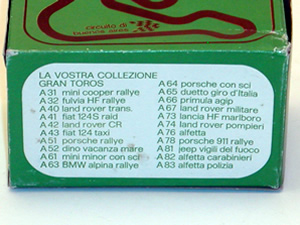 circuito di
buenos aires
LA VOSTRA COLLEZIONE
GRAN TOROS
A 31 mini cooper rallye
A 32 fulvia HF rallye
A 40 land rover trans.
A 41 fiat 124S raid
A 42 land rover CR
A 43 fiat 124 taxi
A 51 porsche rallye
A 52 dino vacanza mare
A 61 mini minor con sci
A 63 BMW alpina rallye
A 64 porsche con sci
A 65 duetto giro d'Italia
A 66 primula agip
A 67 land rover militare
A 73 lancia HF marlboro
A 74 land rover pompieri
A 76 alfetta
A 78 porsche 911 rallye
A 81 jeep vigili del fuoco
A 82 alfetta carabinieri
A 83 alfetta polizia